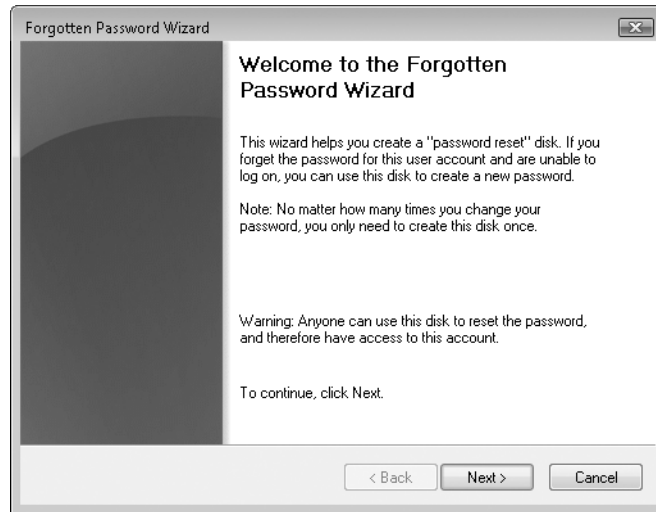 Forgotten Password Wizard
Welcome to the Forgotten
Password Wizard
This wizard helps you create a "password reset" disk. If you
forget the password for this user account and are unable to
log on, you can use this disk to create a new password.
Note: No matter how many times you change your
password, you only need to create this disk once.
Warning: Anyone can use this disk to reset the password,
and therefore have access to this account.
To continue, click Next.
< Back Next > Cancel